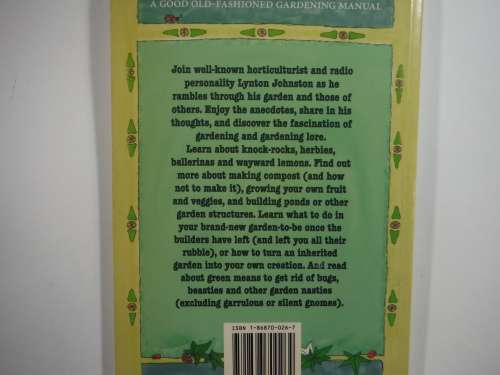 A GOOD OLD-FASHIONED GARDENING MANUAL
Join well-known horticulturist and radio
personality Lynton Johnston as he
rambles through his garden and those of
others. Enjoy the anecdotes, share in his
thoughts, and discover the fascination of
gardening and gardening lore.
Learn about knock-rocks, herbies,
ballerinas and wayward lemons. Find out
more about making compost (and how
not to make it), growing your own fruit
and veggies, and building ponds or other
garden structures. Learn what to do in
your brand-new garden-to-be once the
builders have left (and left you all their
rubble), or how to turn an inherited
garden into your own creation. And read
about green means to get rid of bugs,
beasties and other garden nasties
(excluding garrulous or silent gnomes).
ISBN 1-86870-026-7